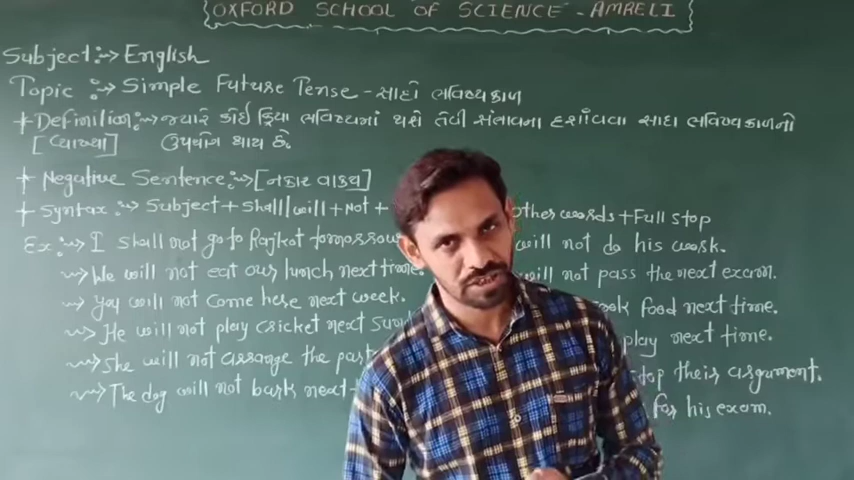 OXFORD SCHOOL OF SCIENCE - AMRELI
Subject :→ English
Topic :→ Simple Future Tense - સાદો ભવિષ્યકાળ
+ Definition :→ જ્યારે કોઈ ક્રિયા ભવિષ્યમાં થશે તેવી સંભાવના દર્શાવવા સાદા ભવિષ્યકાળનો
[વ્યાખ્યા] ઉપયોગ થાય છે.
+ Negative Sentence :→ [નકાર વાક્ય]
+ Syntax :→ Subject + Shall/will + Not + other words + Full stop
Ex :→ I shall not go to Rajkot tomorrow will not do his work.
→ We will not eat our lunch next time. will not pass the next exam.
→ You will not come here next week. food next time.
→ He will not play cricket next play next time.
→ She will not arrange the their argument.
→ The dog will not bark next for his exam.